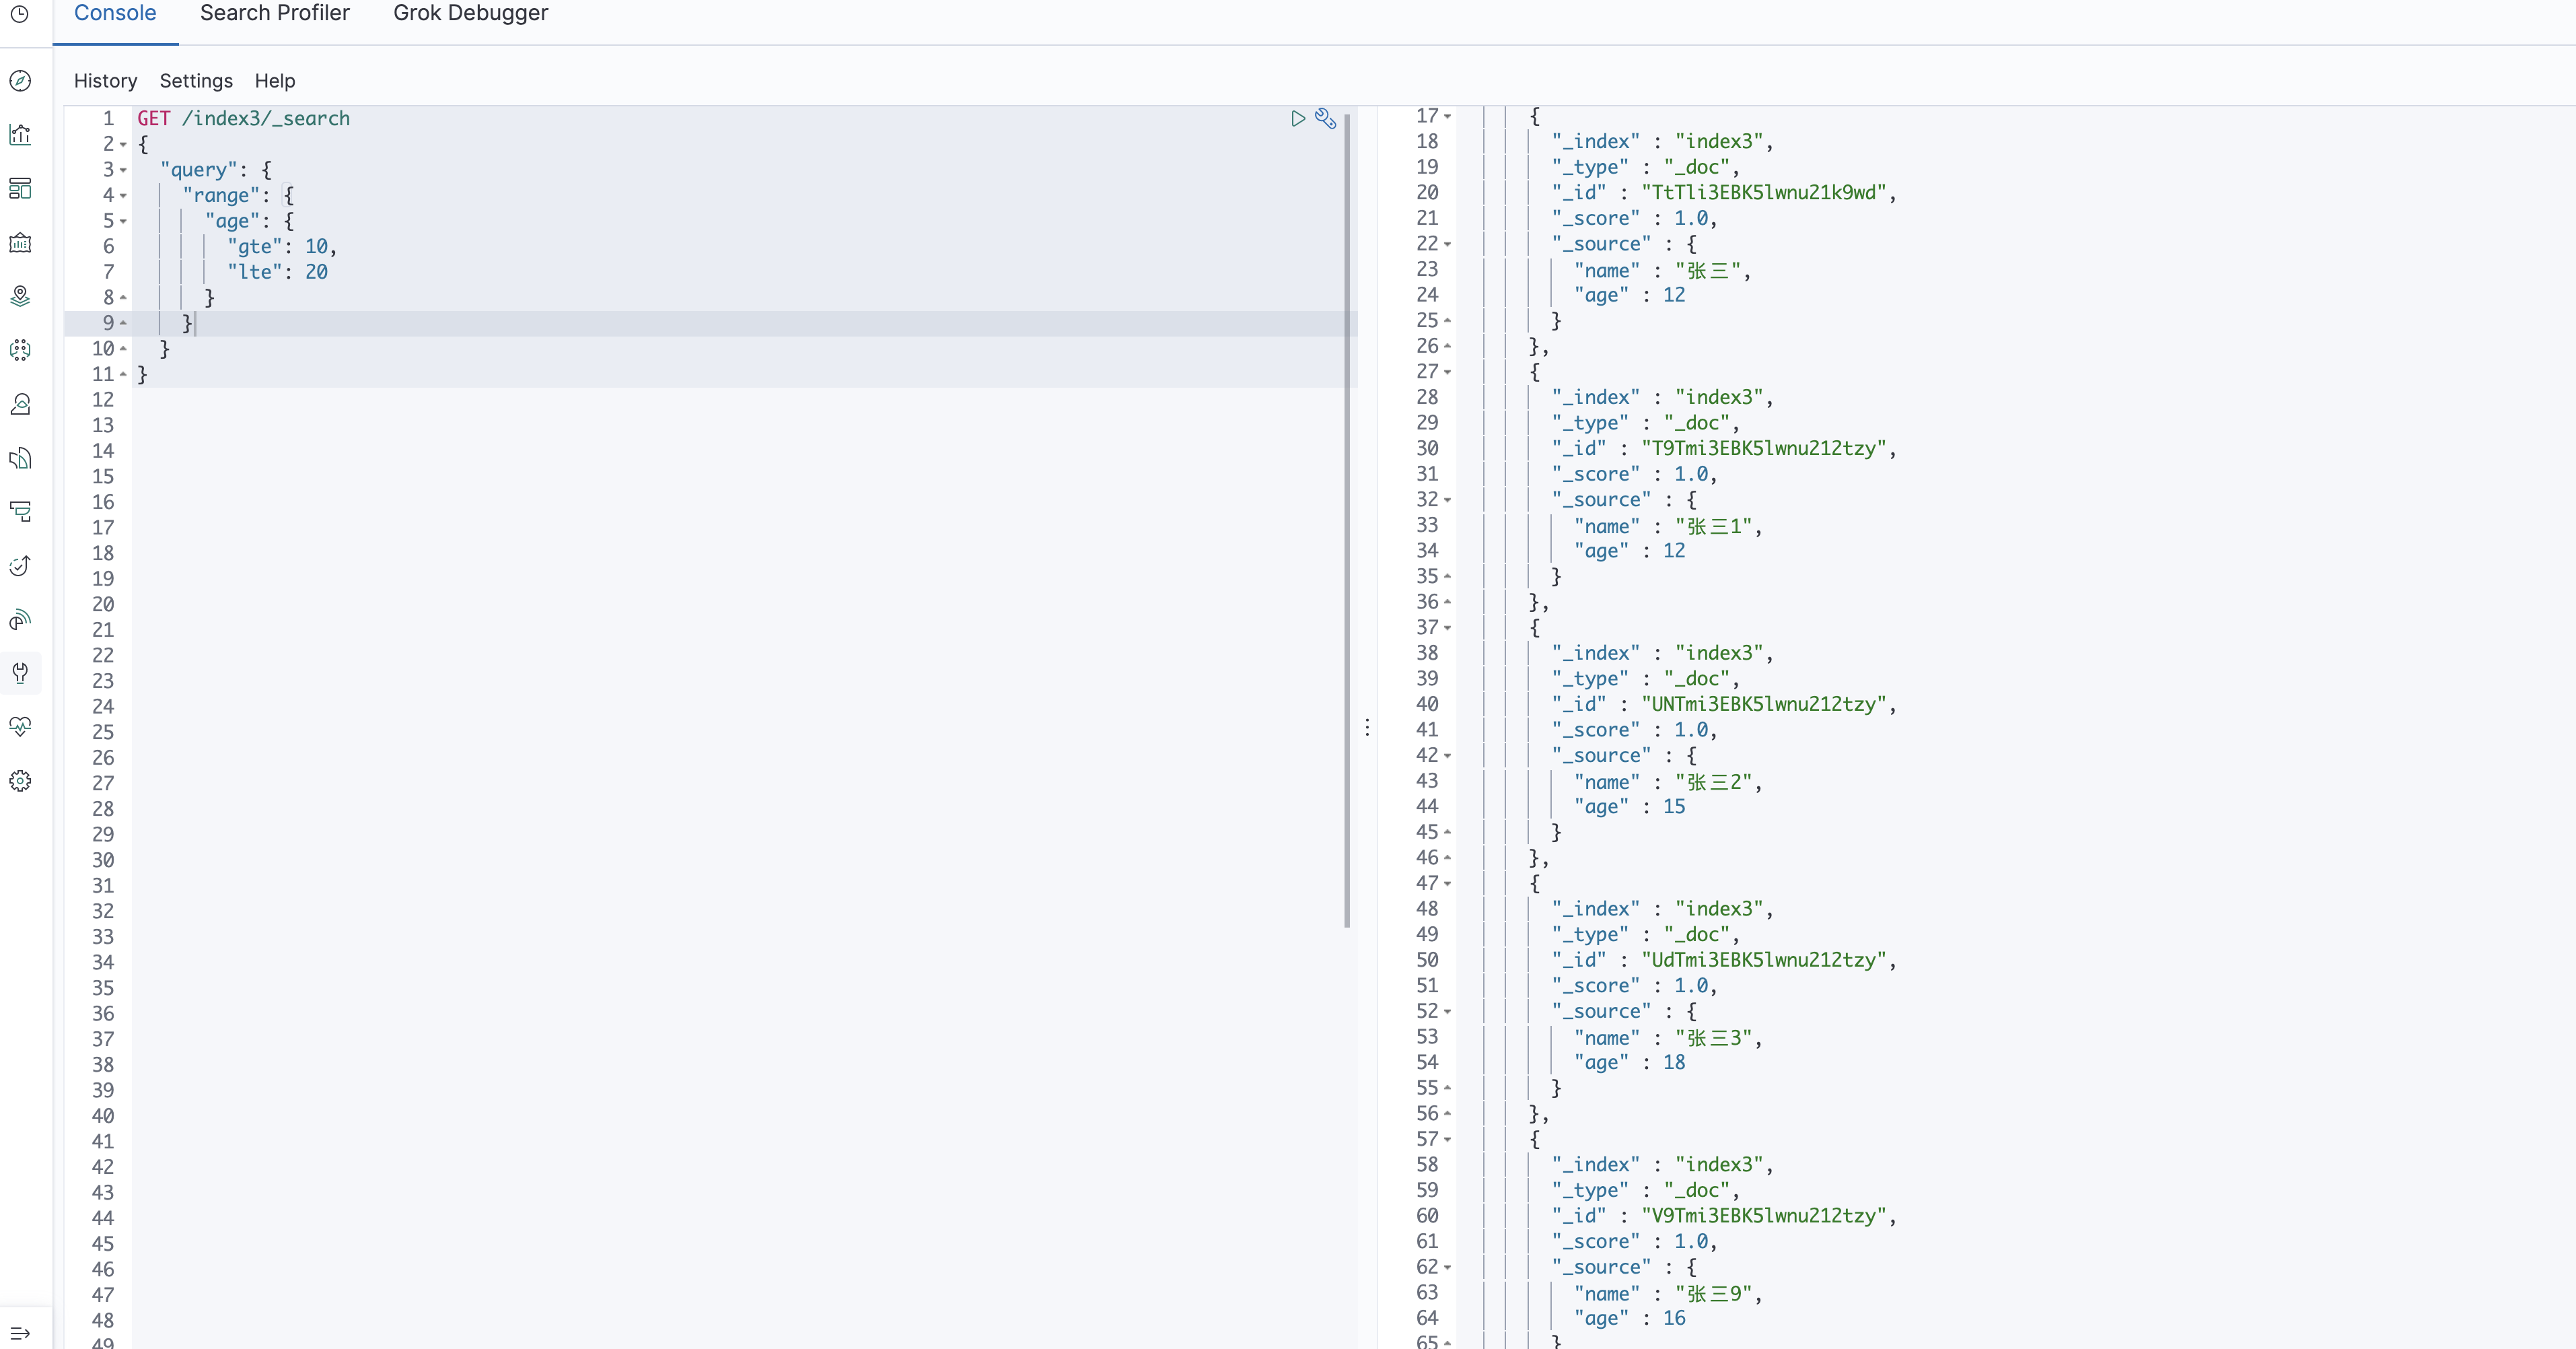 Console Search Profiler Grok Debugger
History Settings Help
1 GET /index3/_search
2 {
3 "query": {
4 "range": {
5 "age": {
6 "gte": 10,
7 "lte": 20
8 }
9 }
10 }
11 }
12
13
14
15
16
17
18
19
20
21
22
23
24
25
26
27
28
29
30
31
32
33
34
35
36
37
38
39
40
41
42
43
44
45
46
47
48
49
17 {
18 "_index" : "index3",
19 "_type" : "_doc",
20 "_id" : "TtTli3EBK5lwnu21k9wd",
21 "_score" : 1.0,
22 "_source" : {
23 "name" : "张三",
24 "age" : 12
25 }
26 },
27 {
28 "_index" : "index3",
29 "_type" : "_doc",
30 "_id" : "T9Tmi3EBK5lwnu212tzy",
31 "_score" : 1.0,
32 "_source" : {
33 "name" : "张三1",
34 "age" : 12
35 }
36 },
37 {
38 "_index" : "index3",
39 "_type" : "_doc",
40 "_id" : "UNTmi3EBK5lwnu212tzy",
41 "_score" : 1.0,
42 "_source" : {
43 "name" : "张三2",
44 "age" : 15
45 }
46 },
47 {
48 "_index" : "index3",
49 "_type" : "_doc",
50 "_id" : "UdTmi3EBK5lwnu212tzy",
51 "_score" : 1.0,
52 "_source" : {
53 "name" : "张三3",
54 "age" : 18
55 }
56 },
57 {
58 "_index" : "index3",
59 "_type" : "_doc",
60 "_id" : "V9Tmi3EBK5lwnu212tzy",
61 "_score" : 1.0,
62 "_source" : {
63 "name" : "张三9",
64 "age" : 16
65 }